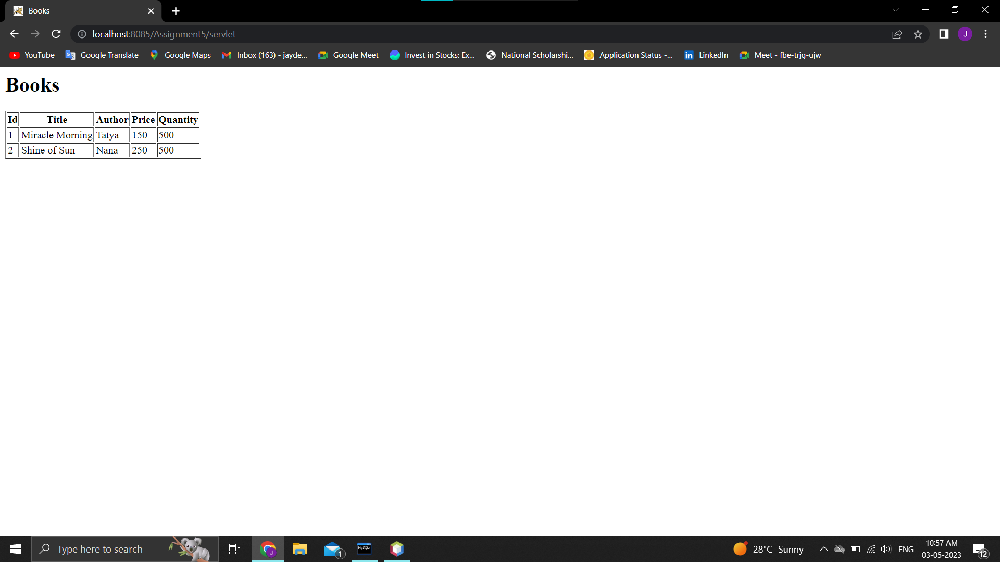 Books
localhost:8085/Assignment5/servlet
J
YouTube Google Translate Google Maps Inbox (163) - jayde... Google Meet Invest in Stocks: Ex... National Scholarshi... Application Status -... LinkedIn Meet - fbe-trjg-ujw
Books
Id Title Author Price Quantity
1 Miracle Morning Tatya 150 500
2 Shine of Sun Nana 250 500
Type here to search
J
1
MySQL
28°C Sunny
ENG
10:57 AM
03-05-2023
12